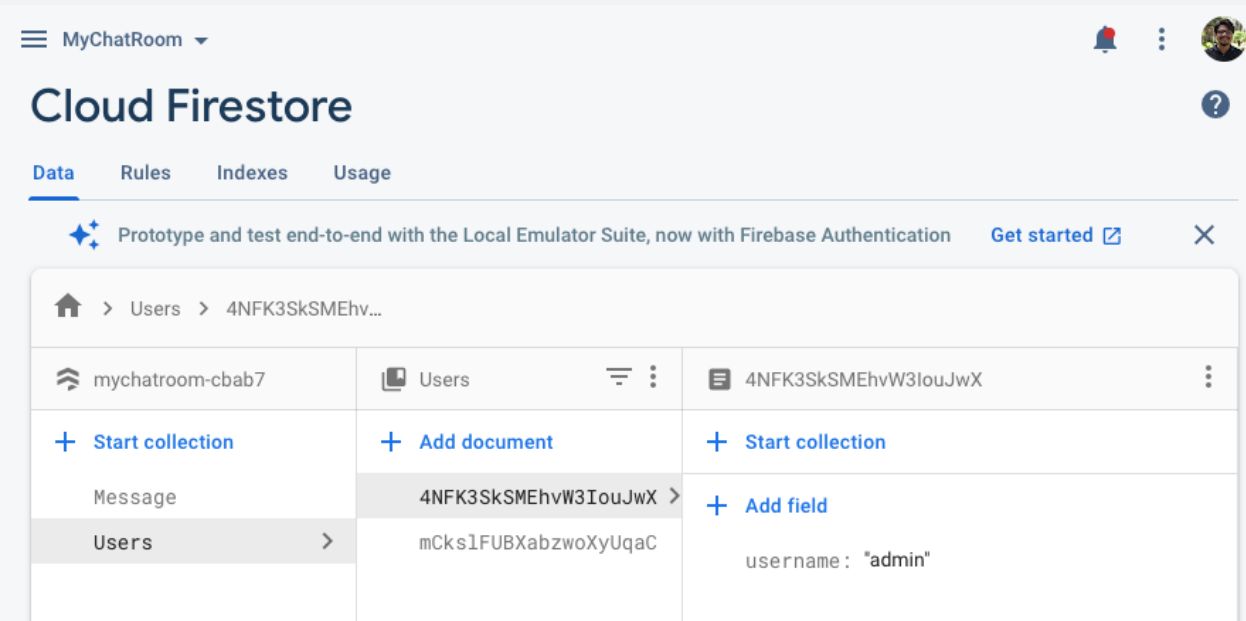 MyChatRoom
Cloud Firestore
Data Rules Indexes Usage
Prototype and test end-to-end with the Local Emulator Suite, now with Firebase Authentication Get started
Users 4NFK3SkSMEhv...
mychatroom-cbab7
Users
4NFK3SkSMEhvW3IouJwX
Start collection
Add document
Start collection
Message
4NFK3SkSMEhvW3IouJwX
Add field
Users
mCkslFUBXabzwoXyUqaC
username: "admin"